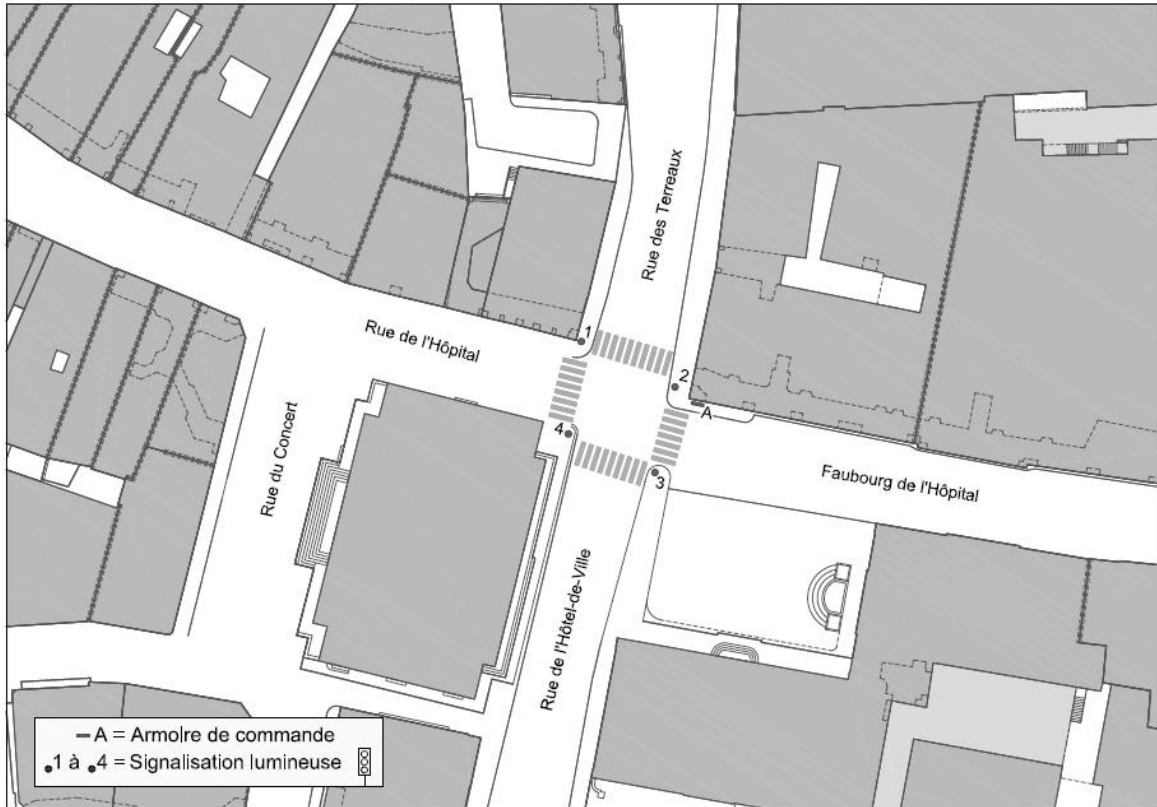 Rue des Terreaux
1
Rue de l'Hôpital
2
A
Rue du Concert
4
3
Faubourg de l'Hôpital
Rue de l'Hôtel-de-Ville
A = Armoire de commande
1 à 4 = Signalisation lumineuse